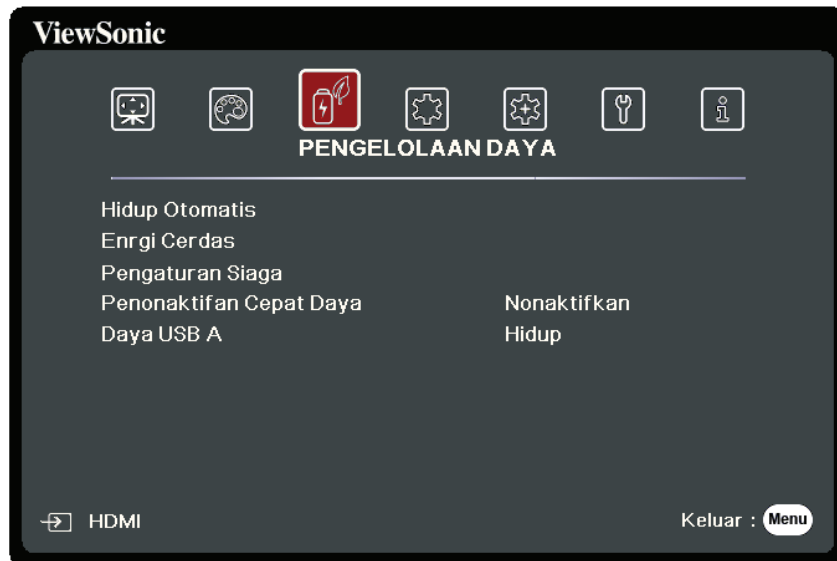 ViewSonic
PENGELOLAAN DAYA
Hidup Otomatis
Enrgi Cerdas
Pengaturan Siaga
Penonaktifan Cepat Daya Nonaktifkan
Daya USB A Hidup
HDMI Keluar : Menu